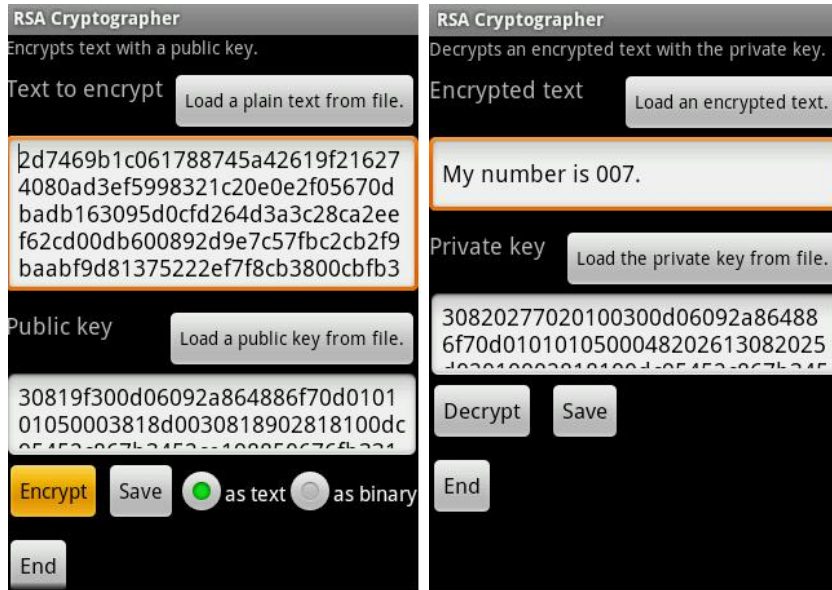 RSA Cryptographer
Encrypts text with a public key.
Text to encrypt
Load a plain text from file.
2d7469b1c061788745a42619f21627
4080ad3ef5998321c20e0e2f05670d
badb163095d0cfd264d3a3c28ca2ee
f62cd00db600892d9e7c57fbc2cb2f9
baabf9d81375222ef7f8cb3800cbfb3
Public key
Load a public key from file.
30819f300d06092a864886f70d0101
01050003818d0030818902818100dc
Encrypt
Save
as text
as binary
End
RSA Cryptographer
Decrypts an encrypted text with the private key.
Encrypted text
Load an encrypted text.
My number is 007.
Private key
Load the private key from file.
30820277020100300d06092a86488
6f70d0101010500048202613082025
Decrypt
Save
End